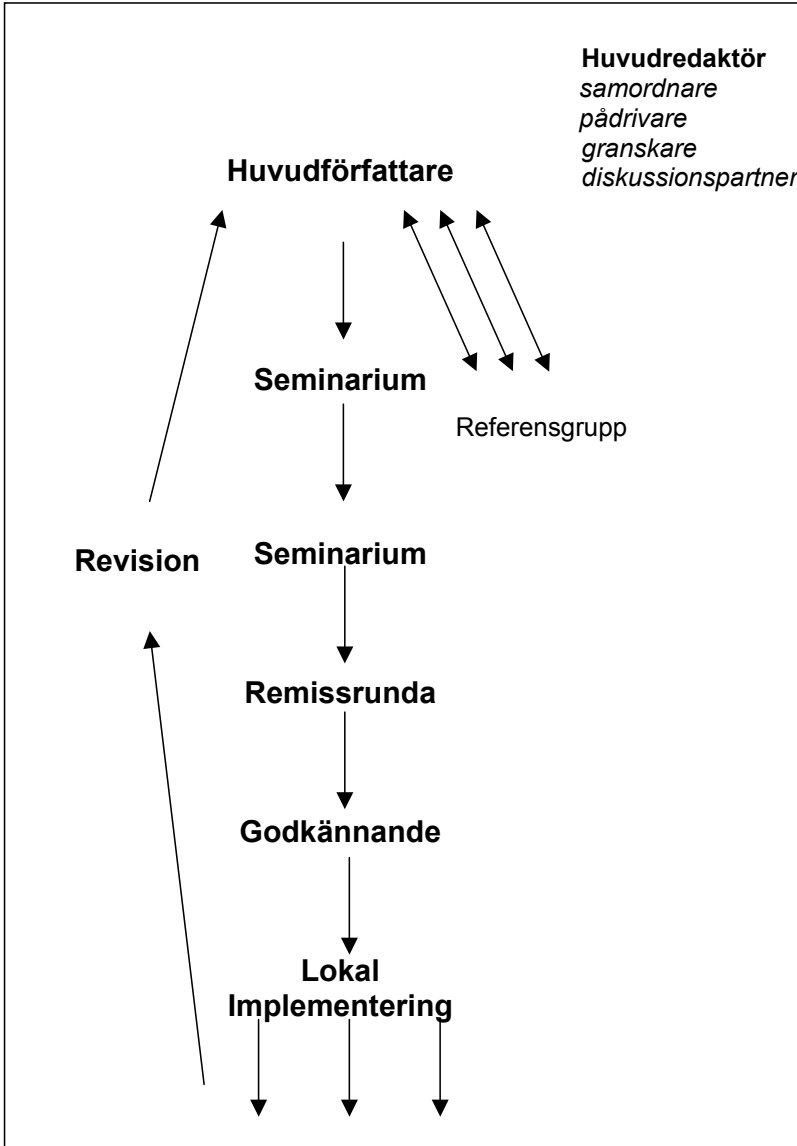 Huvudredaktör
samordnare
pådrivare
granskare
diskussionspartner
Huvudförfattare
Seminarium
Referensgrupp
Revision
Seminarium
Remissrunda
Godkännande
Lokal
Implementering